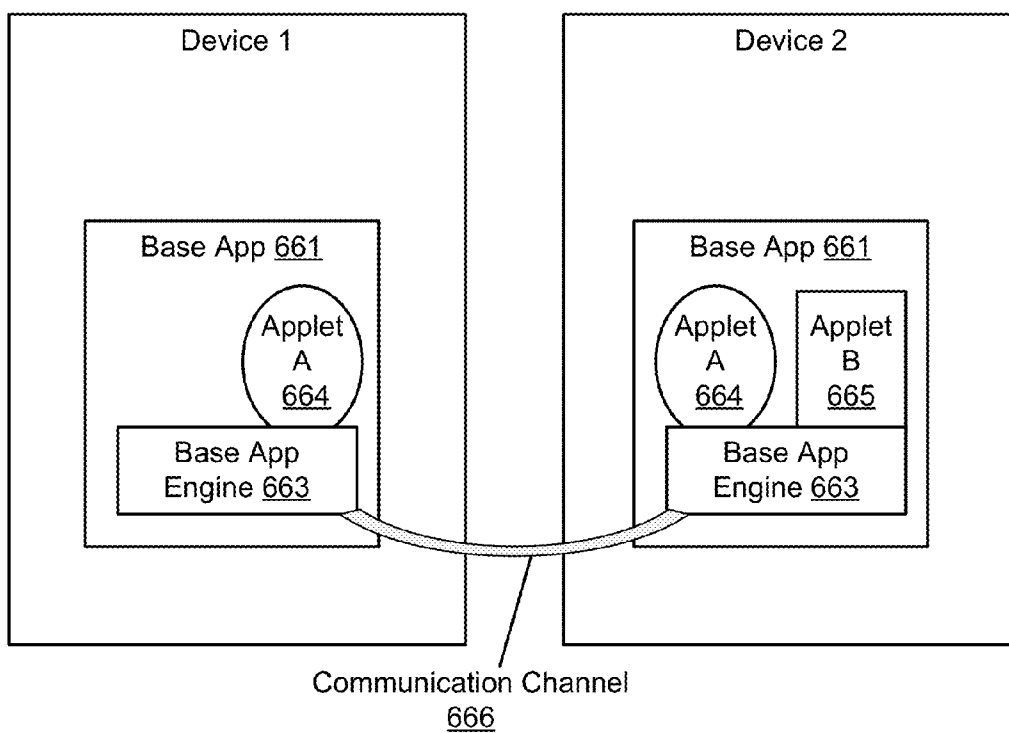 Device 1
Base App 661
Applet
A
664
Base App
Engine 663
Device 2
Base App 661
Applet
A
664
Applet
B
665
Base App
Engine 663
Communication Channel
666